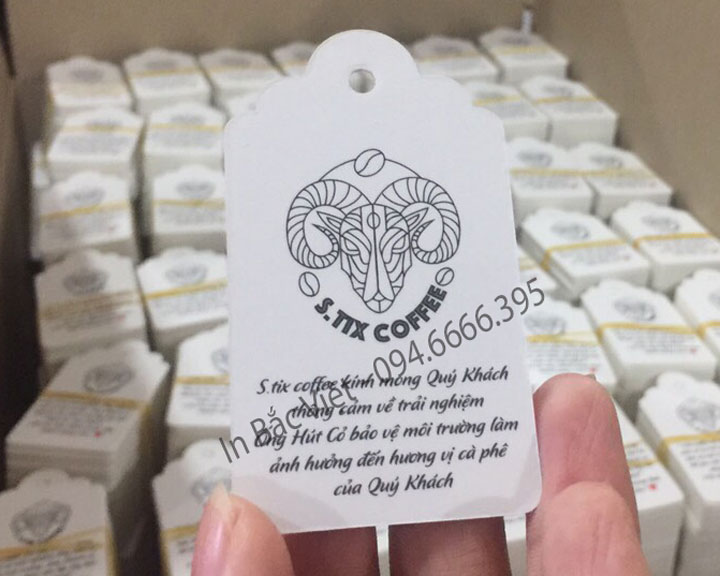 S.TIX COFFEE
S.tix coffee kính mong Quý Khách
thông cảm về trải nghiệm
Ống Hút Cỏ bảo vệ môi trường làm
ảnh hưởng đến hương vị cà phê
của Quý Khách
In Bắc Việt - 094.6666.395